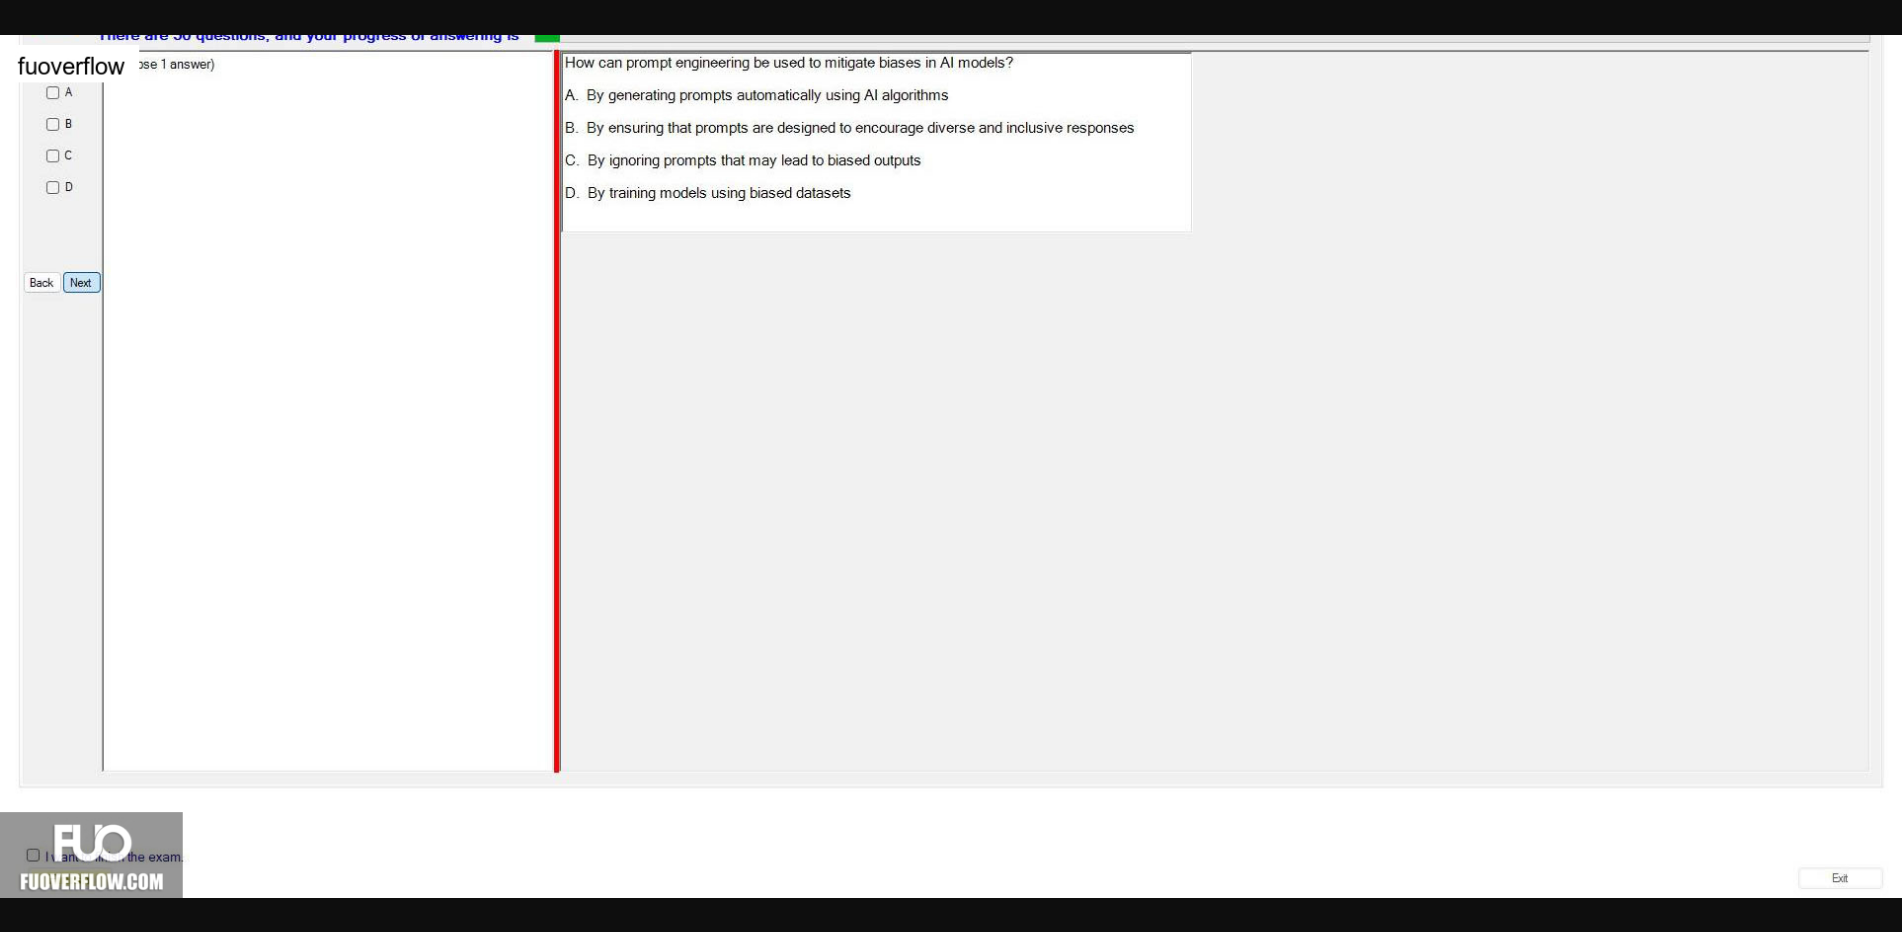 There are 50 questions, and your progress of answering is
fuoverflow
ose 1 answer)
A
B
C
D
Back
Next
How can prompt engineering be used to mitigate biases in AI models?
A. By generating prompts automatically using AI algorithms
B. By ensuring that prompts are designed to encourage diverse and inclusive responses
C. By ignoring prompts that may lead to biased outputs
D. By training models using biased datasets
FUO
I want the exam.
FUOVERFLOW.COM
Exit